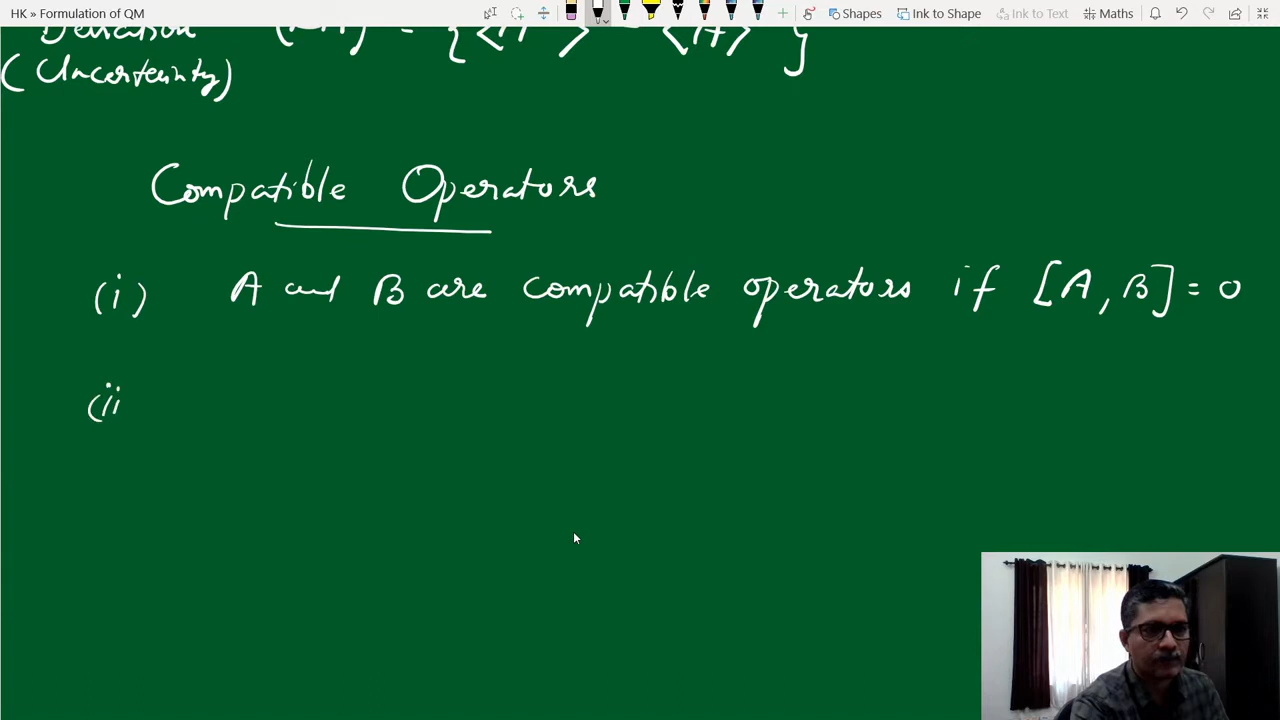 HK » Formulation of QM
Shapes Ink to Shape Ink to Text Maths
Deviation
(Uncertainty)
Compatible Operators
(i) A and B are compatible operators if [A, B] = 0
(ii